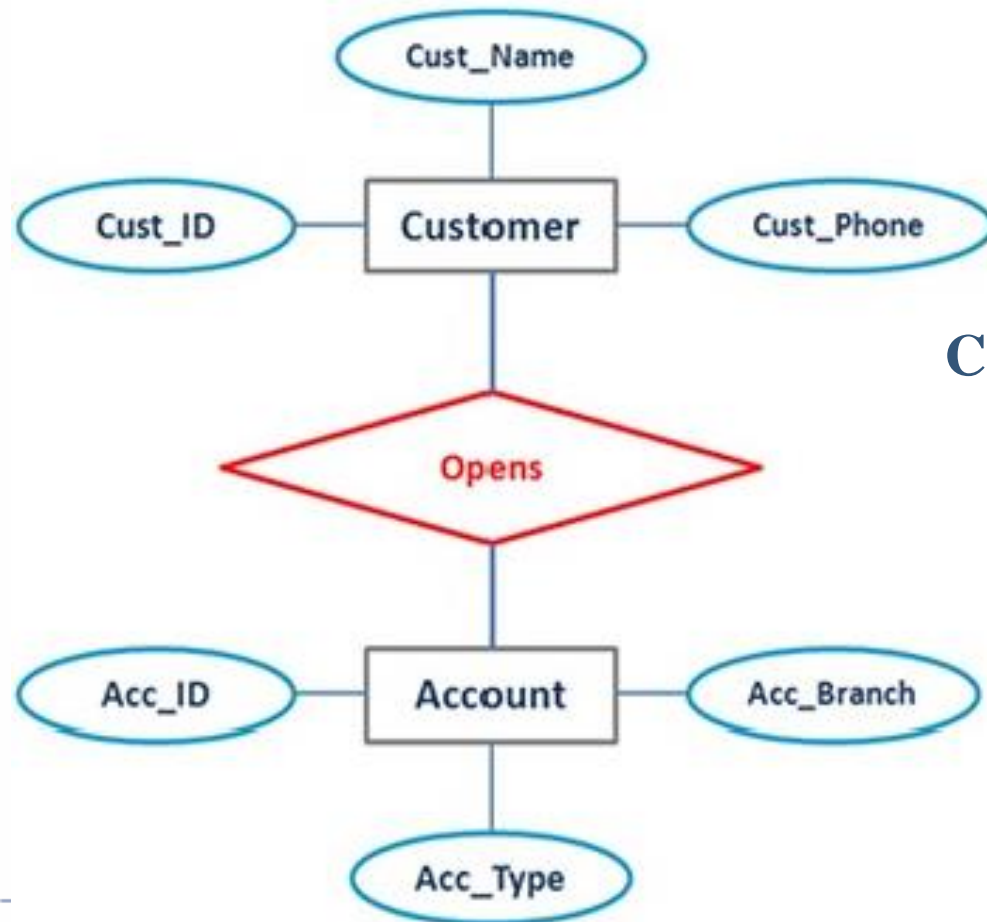 Cust_Name
Cust_ID
Customer
Cust_Phone
C
Opens
Acc_ID
Account
Acc_Branch
Acc_Type